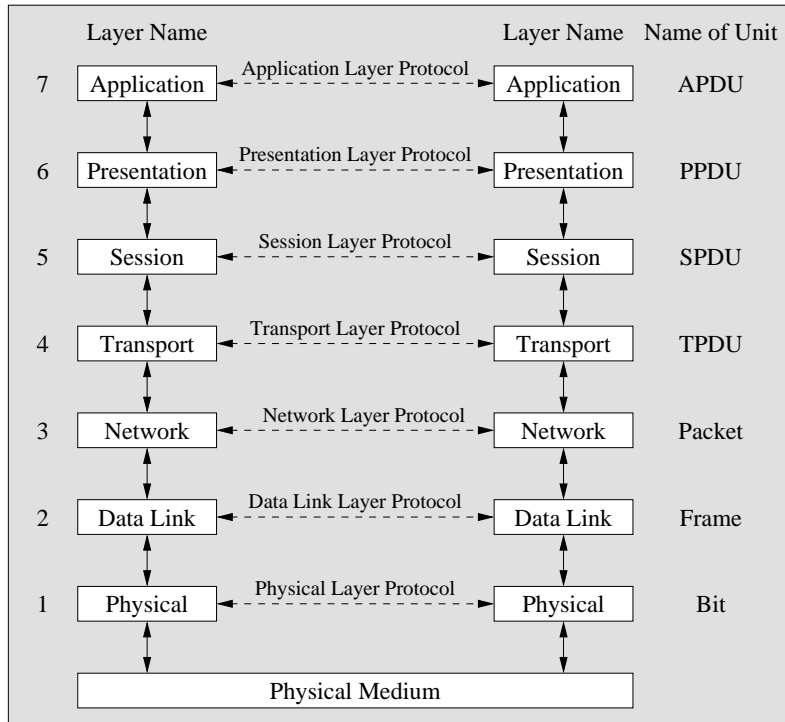 Layer Name Layer Name Name of Unit
Application Layer Protocol
7 Application Application APDU
Presentation Layer Protocol
6 Presentation Presentation PPDU
Session Layer Protocol
5 Session Session SPDU
Transport Layer Protocol
4 Transport Transport TPDU
Network Layer Protocol
3 Network Network Packet
Data Link Layer Protocol
2 Data Link Data Link Frame
Physical Layer Protocol
1 Physical Physical Bit
Physical Medium